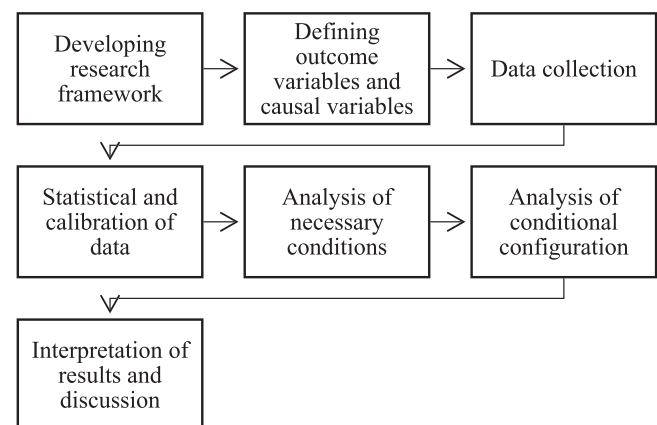 Developing
research
framework
Defining
outcome
variables and
causal variables
Data collection
Statistical and
calibration of
data
Analysis of
necessary
conditions
Analysis of
conditional
configuration
Interpretation of
results and
discussion